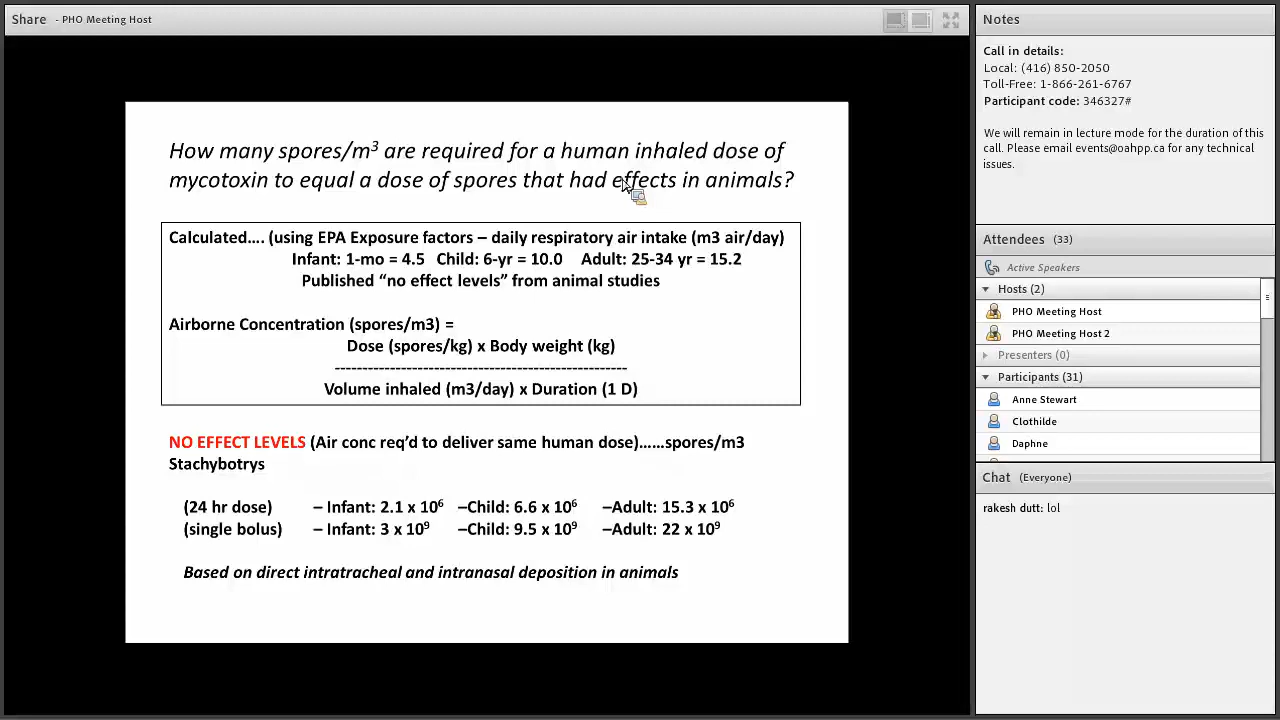 Share - PHO Meeting Host
How many spores/m³ are required for a human inhaled dose of
mycotoxin to equal a dose of spores that had effects in animals?
Calculated…. (using EPA Exposure factors – daily respiratory air intake (m3 air/day)
Infant: 1-mo = 4.5 Child: 6-yr = 10.0 Adult: 25-34 yr = 15.2
Published “no effect levels” from animal studies
Airborne Concentration (spores/m3) =
Dose (spores/kg) x Body weight (kg)
-----------------------------------------------------
Volume inhaled (m3/day) x Duration (1 D)
NO EFFECT LEVELS (Air conc req’d to deliver same human dose)……spores/m3
Stachybotrys
(24 hr dose) – Infant: 2.1 x 10⁶ –Child: 6.6 x 10⁶ –Adult: 15.3 x 10⁶
(single bolus) – Infant: 3 x 10⁹ –Child: 9.5 x 10⁹ –Adult: 22 x 10⁹
Based on direct intratracheal and intranasal deposition in animals
Notes
Call in details:
Local: (416) 850-2050
Toll-Free: 1-866-261-6767
Participant code: 346327#
We will remain in lecture mode for the duration of this
call. Please email events@oahpp.ca for any technical
issues.
Attendees (33)
Active Speakers
Hosts (2)
PHO Meeting Host
PHO Meeting Host 2
Presenters (0)
Participants (31)
Anne Stewart
Clothilde
Daphne
Chat (Everyone)
rakesh dutt: lol